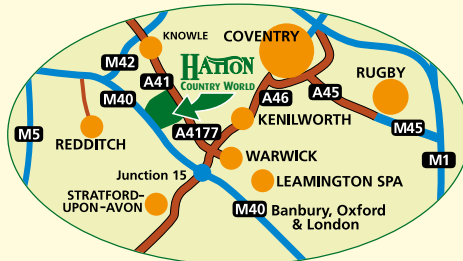 KNOWLE
COVENTRY
M42
HATTON
COUNTRY WORLD
A41
RUGBY
M40
A46
A45
M5
A4177
KENILWORTH
M45
REDDITCH
WARWICK
M1
Junction 15
LEAMINGTON SPA
STRATFORD-
UPON-AVON
M40 Banbury, Oxford
& London